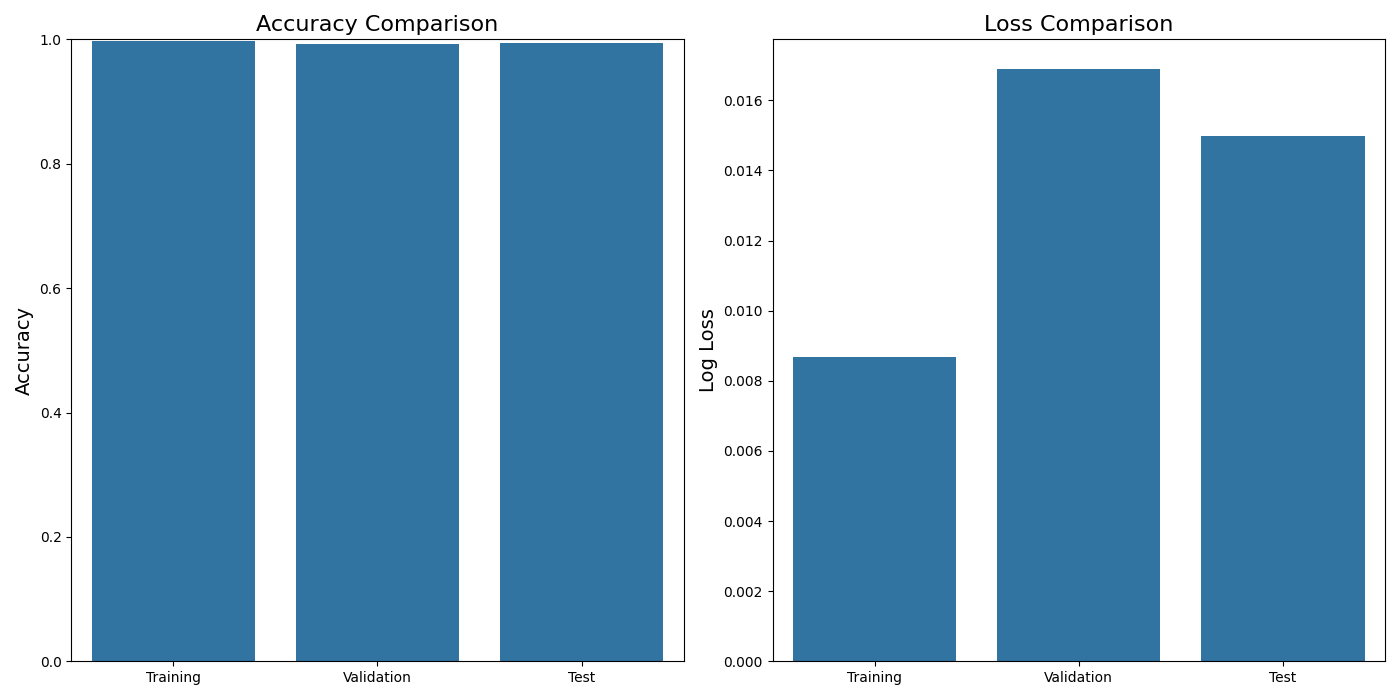 Accuracy Comparison
Accuracy
1.0
0.8
0.6
0.4
0.2
0.0
Training
Validation
Test
Loss Comparison
Log Loss
0.016
0.014
0.012
0.010
0.008
0.006
0.004
0.002
0.000
Training
Validation
Test